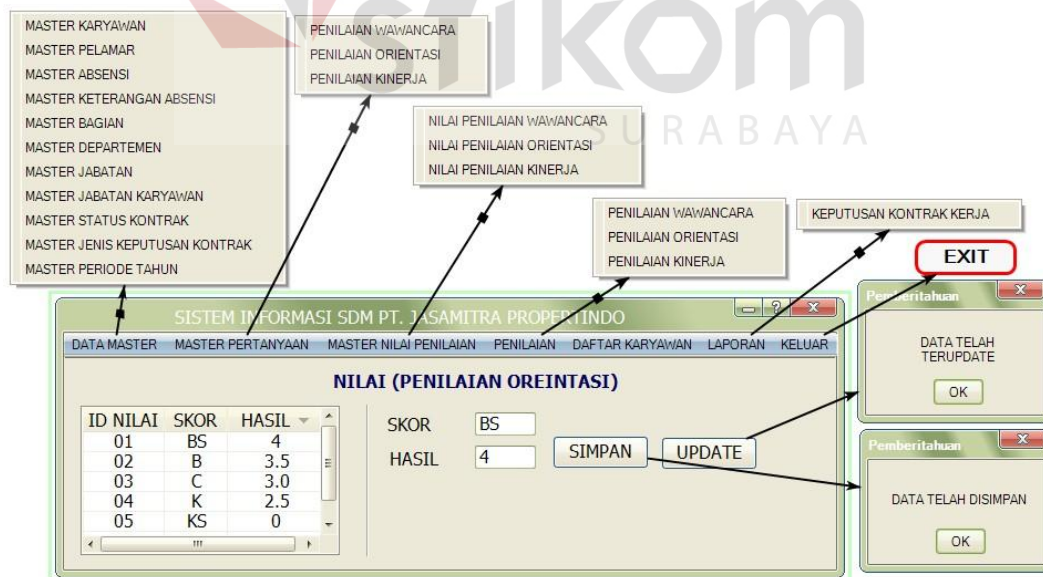 stikom
SURABAYA
MASTER KARYAWAN
MASTER PELAMAR
MASTER ABSENSI
MASTER KETERANGAN ABSENSI
MASTER BAGIAN
MASTER DEPARTEMEN
MASTER JABATAN
MASTER JABATAN KARYAWAN
MASTER STATUS KONTRAK
MASTER JENIS KEPUTUSAN KONTRAK
MASTER PERIODE TAHUN
PENILAIAN WAWANCARA
PENILAIAN ORIENTASI
PENILAIAN KINERJA
NILAI PENILAIAN WAWANCARA
NILAI PENILAIAN ORIENTASI
NILAI PENILAIAN KINERJA
PENILAIAN WAWANCARA
PENILAIAN ORIENTASI
PENILAIAN KINERJA
KEPUTUSAN KONTRAK KERJA
EXIT
SISTEM INFORMASI SDM PT. JASAMITRA PROPERTINDO
DATA MASTER MASTER PERTANYAAN MASTER NILAI PENILAIAN PENILAIAN DAFTAR KARYAWAN LAPORAN KELUAR
NILAI (PENILAIAN OREINTASI)
ID NILAI SKOR HASIL
01 BS 4
02 B 3.5
03 C 3.0
04 K 2.5
05 KS 0
SKOR BS
HASIL 4
SIMPAN UPDATE
Pemberitahuan
DATA TELAH
TERUPDATE
OK
Pemberitahuan
DATA TELAH DISIMPAN
OK